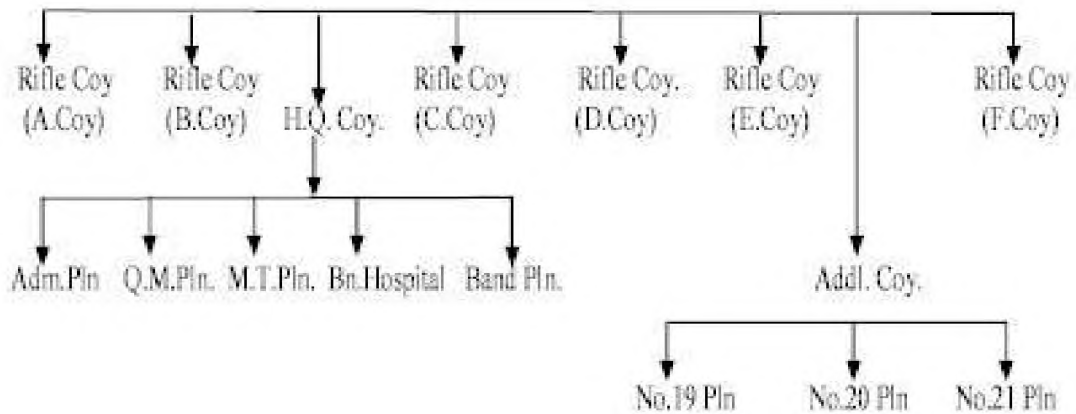 Rifle Coy Rifle Coy Rifle Coy Rifle Coy. Rifle Coy Rifle Coy
(A.Coy) (B.Coy) H.Q. Coy. (C.Coy) (D.Coy) (E.Coy) (F.Coy)
Adm.Pln Q.M.Pln. M.T.Pln. Bn.Hospital Band Pln. Addl. Coy.
No.19 Pln No.20 Pln No.21 Pln